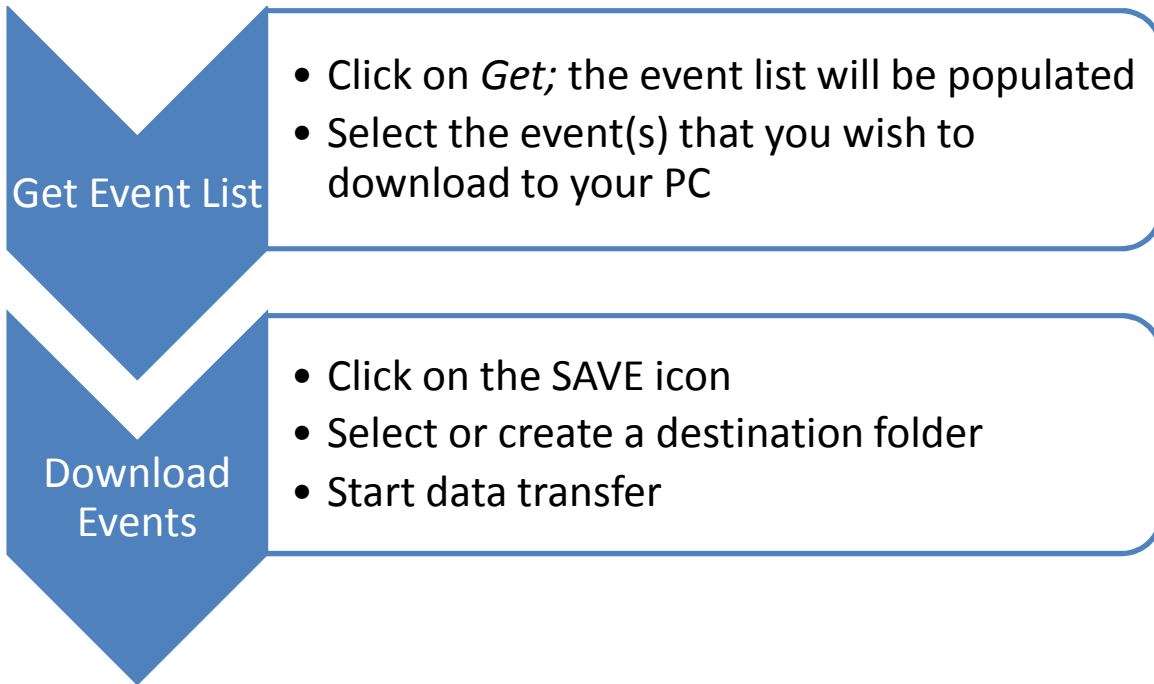 Get Event List
• Click on Get; the event list will be populated
• Select the event(s) that you wish to
download to your PC
Download
Events
• Click on the SAVE icon
• Select or create a destination folder
• Start data transfer